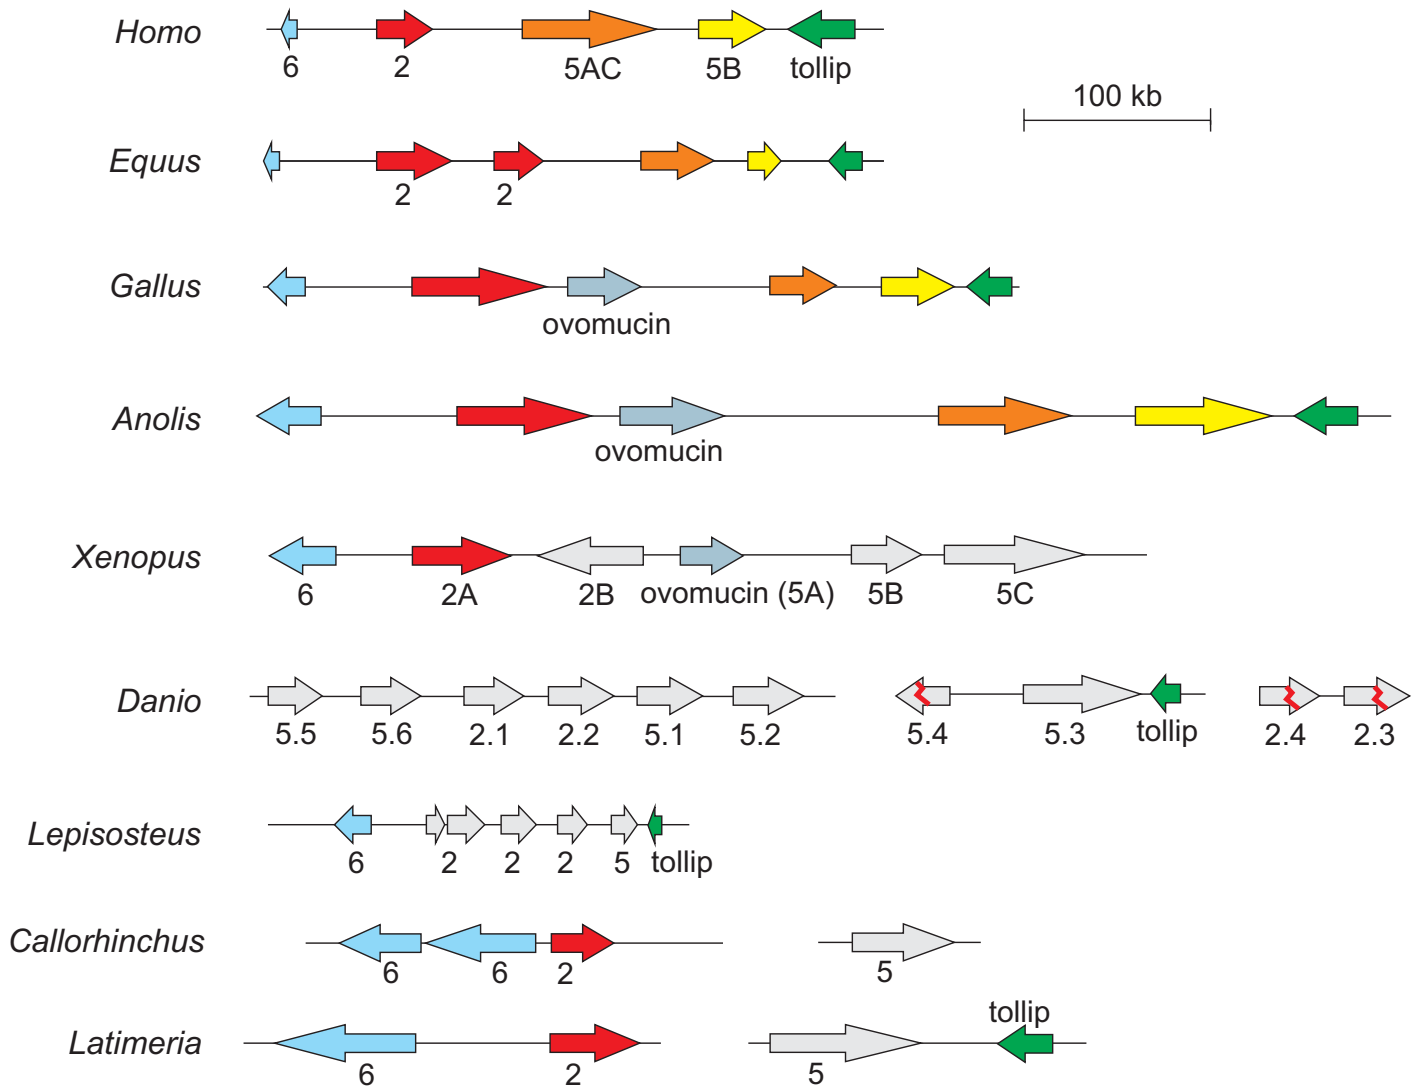 Homo
6 2 5AC 5B tollip
100 kb
Equus
2 2
Gallus
ovomucin
Anolis
ovomucin
Xenopus
6 2A 2B ovomucin (5A) 5B 5C
Danio
5.5 5.6 2.1 2.2 5.1 5.2 5.4 5.3 tollip 2.4 2.3
Lepisosteus
6 2 2 2 5 tollip
Callorhinchus
6 6 2 5
tollip
Latimeria
6 2 5